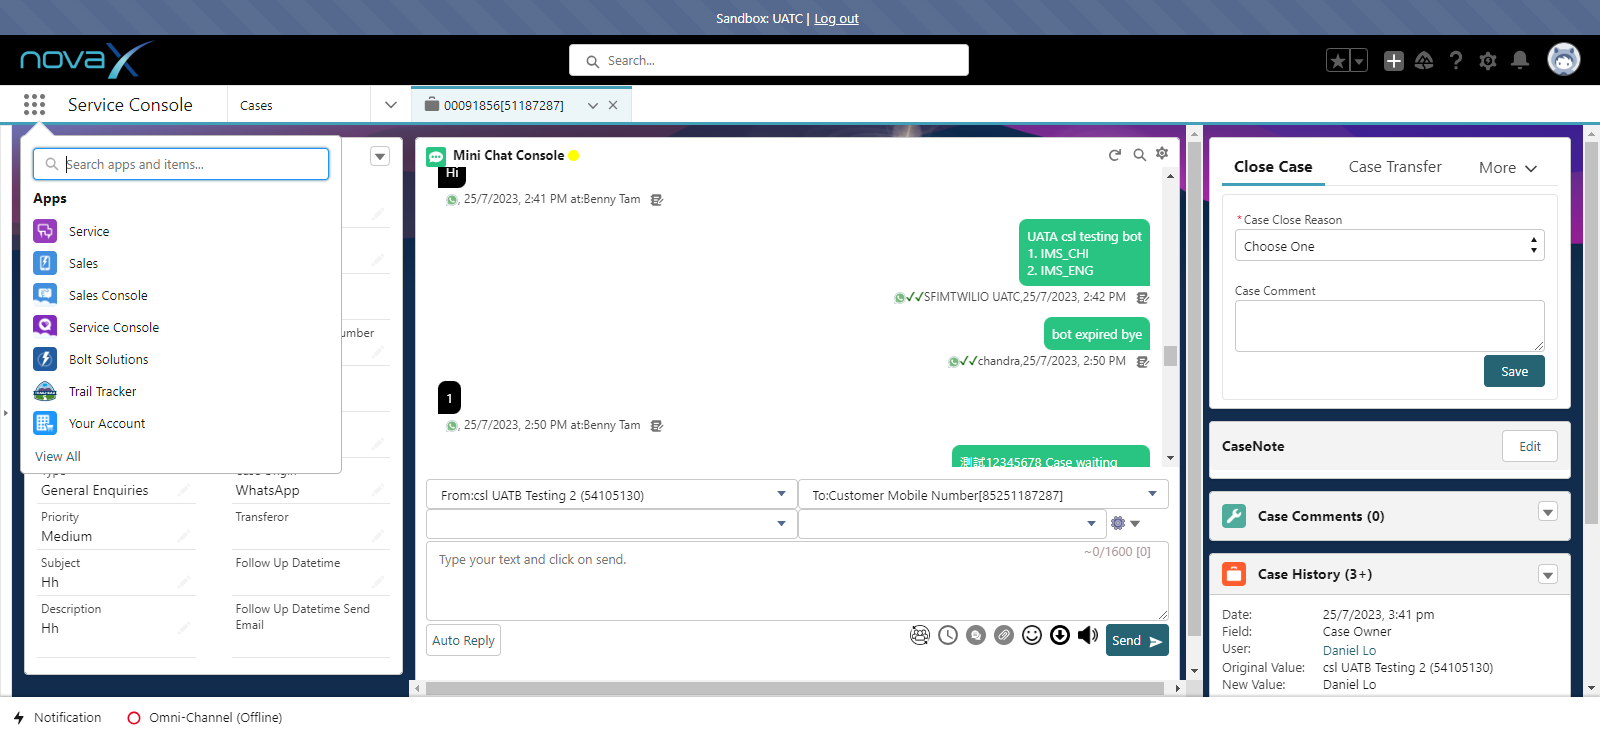 Sandbox: UATC | Log out
novaX
Search...
Service Console
Cases
00091856[51187287]
Search apps and items...
Apps
Service
Sales
Sales Console
Service Console
Bolt Solutions
Trail Tracker
Your Account
View All
General Enquiries
WhatsApp
Priority
Transferor
Medium
Subject
Follow Up Datetime
Hh
Description
Follow Up Datetime Send
Email
Hh
Mini Chat Console
Hi
, 25/7/2023, 2:41 PM at:Benny Tam
UATA csl testing bot
1. IMS_CHI
2. IMS_ENG
SFIMTWILIO UATC,25/7/2023, 2:42 PM
bot expired bye
chandra,25/7/2023, 2:50 PM
1
, 25/7/2023, 2:50 PM at:Benny Tam
測試12345678 Case waiting
From:csl UATB Testing 2 (54105130)
To:Customer Mobile Number[85251187287]
Type your text and click on send.
~0/1600 [0]
Auto Reply
Send
Close Case
Case Transfer
More
*Case Close Reason
Choose One
Case Comment
Save
CaseNote
Edit
Case Comments (0)
Case History (3+)
Date: 25/7/2023, 3:41 pm
Field: Case Owner
User: Daniel Lo
Original Value: csl UATB Testing 2 (54105130)
New Value: Daniel Lo
Notification
Omni-Channel (Offline)